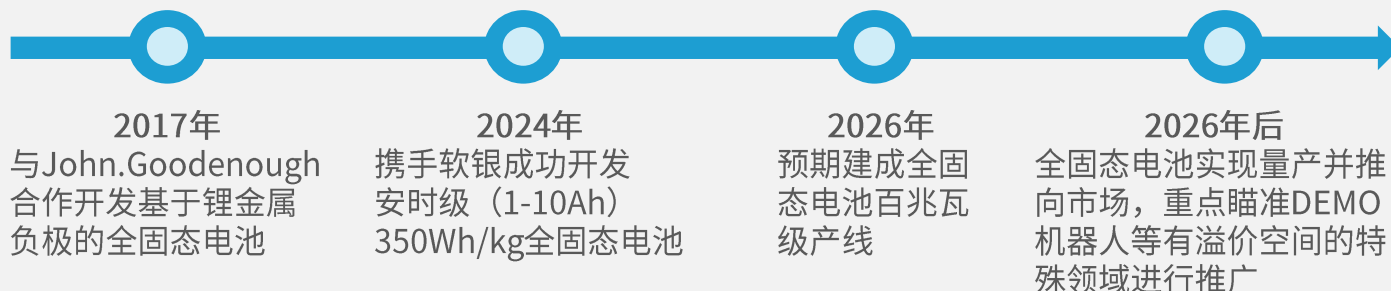 2017年
与John.Goodenough
合作开发基于锂金属
负极的全固态电池
2024年
携手软银成功开发
安时级（1-10Ah）
350Wh/kg全固态电池
2026年
预期建成全固
态电池百兆瓦
级产线
2026年后
全固态电池实现量产并推
向市场，重点瞄准DEMO
机器人等有溢价空间的特
殊领域进行推广